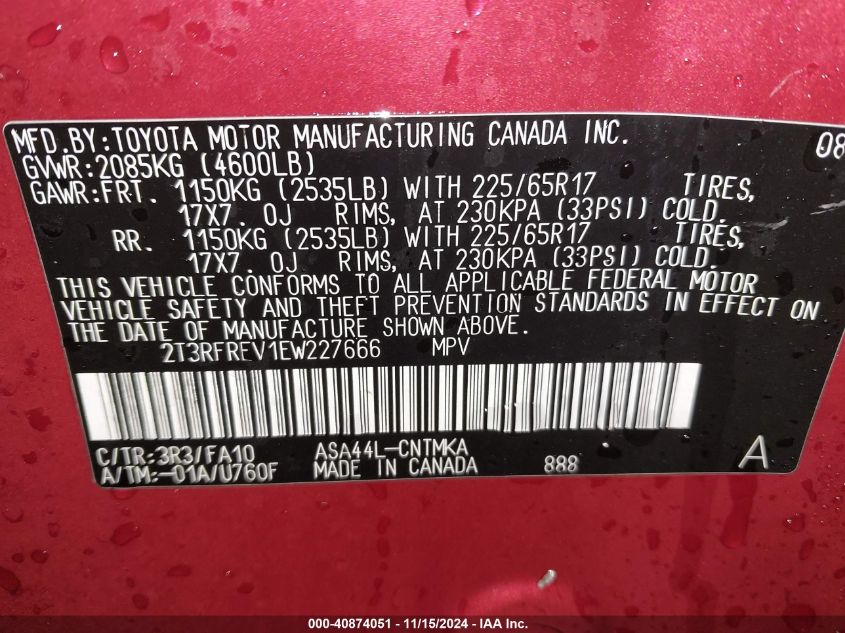 MFD.BY:TOYOTA MOTOR MANUFACTURING CANADA INC. 08
GVWR:2085KG (4600LB)
GAWR:FRT. 1150KG (2535LB) WITH 225/65R17 TIRES,
17X7. 0J RIMS, AT 230KPA (33PSI) COLD.
RR. 1150KG (2535LB) WITH 225/65R17 TIRES,
17X7. 0J RIMS, AT 230KPA (33PSI) COLD.
THIS VEHICLE CONFORMS TO ALL APPLICABLE FEDERAL MOTOR
VEHICLE SAFETY AND THEFT PREVENTION STANDARDS IN EFFECT ON
THE DATE OF MANUFACTURE SHOWN ABOVE.
2T3RFREV1EW227666 MPV
C/TR:3R3/FA10 ASA44L-CNTMKA
A/TM:-01A/U760F MADE IN CANADA 888 A
000-40874051 - 11/15/2024 - IAA Inc.